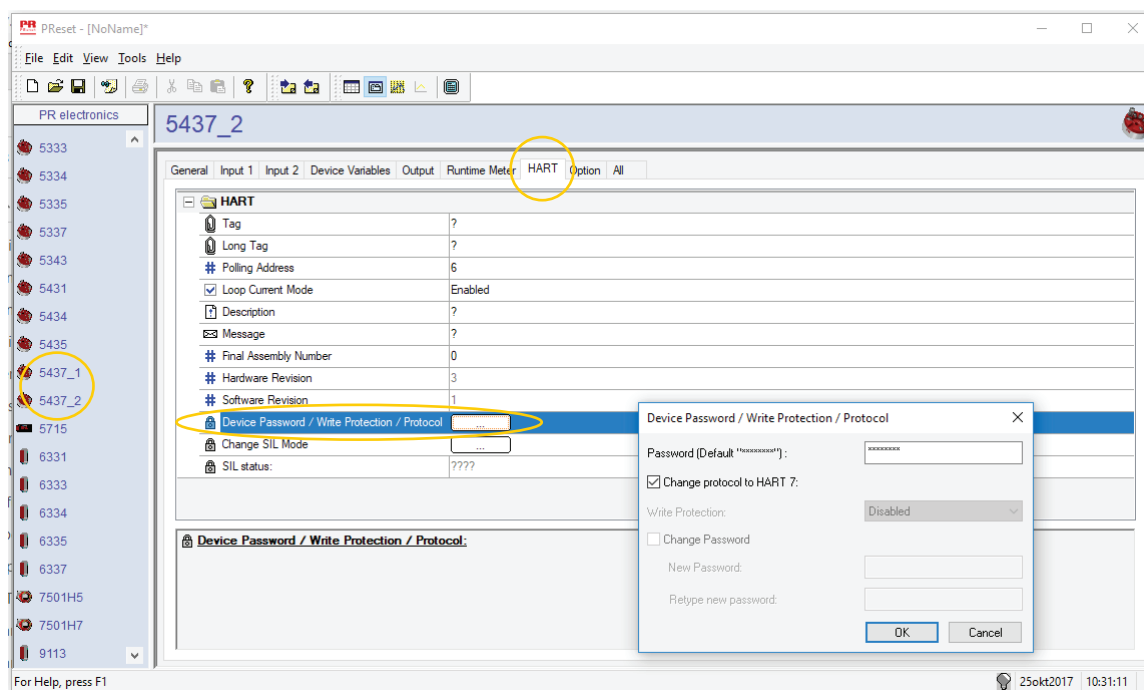 PR PReset - [NoName]*
File Edit View Tools Help
PR electronics
5437_2
5333
5334
5335
5337
5343
5431
5434
5435
5437_1
5437_2
5715
6331
6333
6334
6335
6337
7501H5
7501H7
9113
General Input 1 Input 2 Device Variables Output Runtime Meter HART Option All
HART
Tag ?
Long Tag ?
Polling Address 6
Loop Current Mode Enabled
Description ?
Message ?
Final Assembly Number 0
Hardware Revision 3
Software Revision 1
Device Password / Write Protection / Protocol ...
Change SIL Mode ...
SIL status: ????
Device Password / Write Protection / Protocol:
Device Password / Write Protection / Protocol
Password (Default "********") : ********
Change protocol to HART 7:
Write Protection: Disabled
Change Password
New Password:
Retype new password:
OK Cancel
For Help, press F1 25okt2017 10:31:11